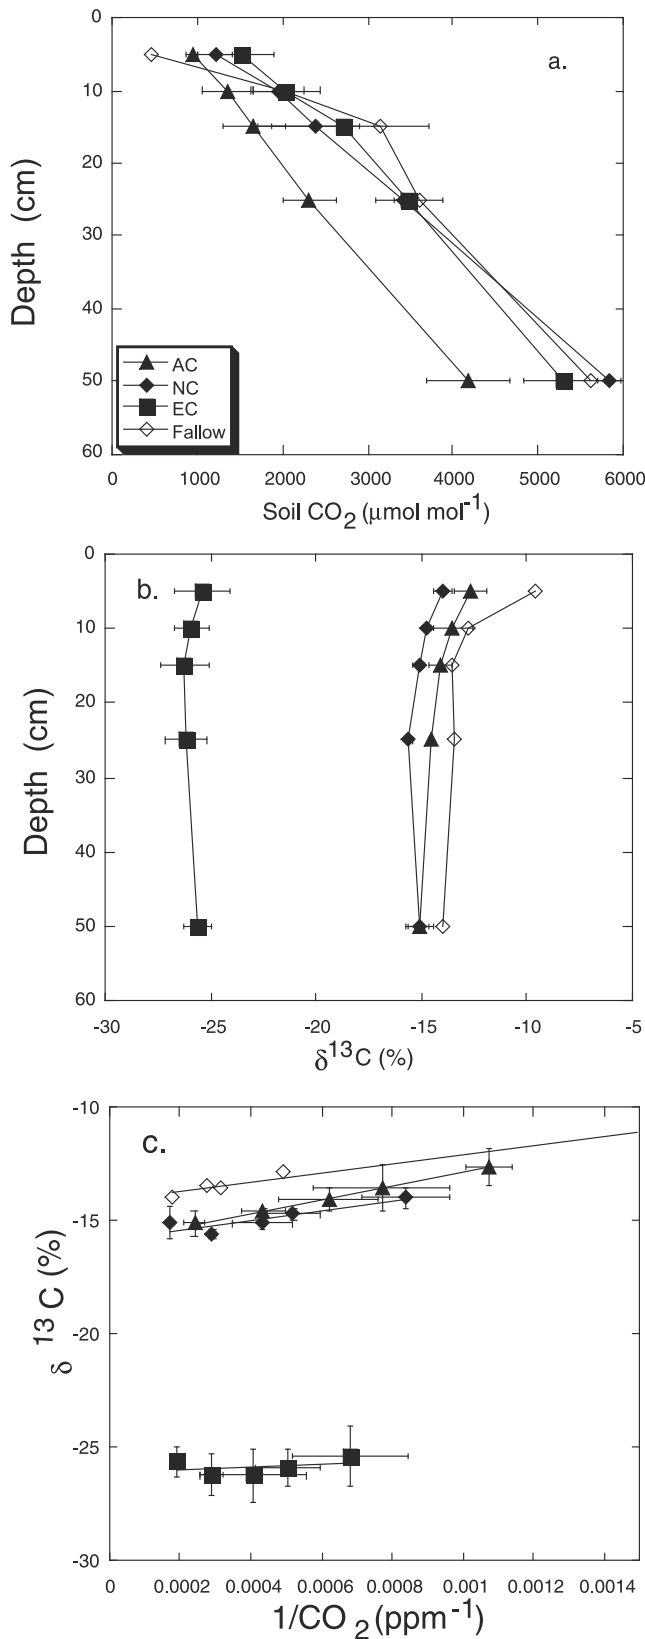 0
10
20
30
40
50
60
Depth (cm)
a.
AC
NC
EC
Fallow
0 1000 2000 3000 4000 5000 6000
Soil CO2 (μmol mol-1)
0
10
20
30
40
50
60
Depth (cm)
b.
-30 -25 -20 -15 -10 -5
δ13C (%)
-10
-15
-20
-25
-30
δ 13C (%)
c.
0 0.0002 0.0004 0.0006 0.0008 0.001 0.0012 0.0014
1/CO2 (ppm-1)